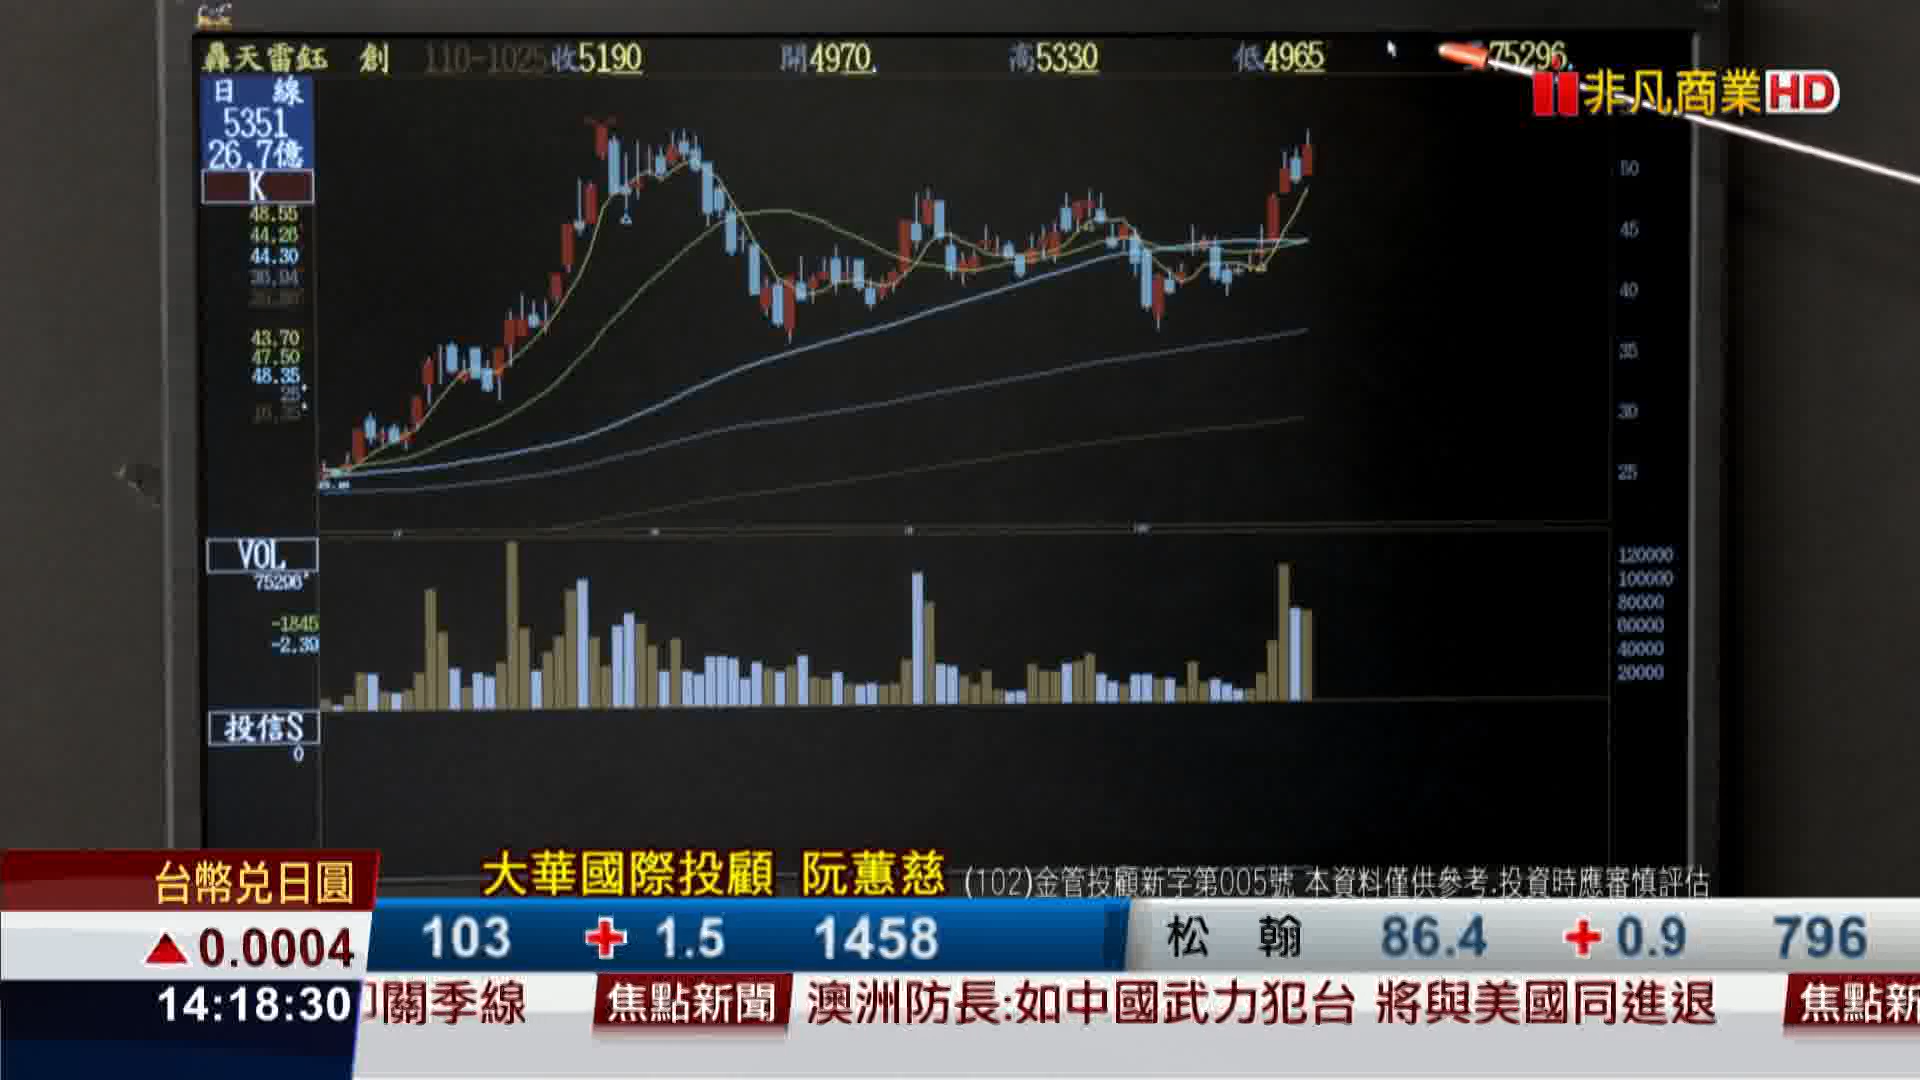 轟天雷鈺 創 110-1025 收5190 開4970. 高5330 低4965 75296.
非凡商業HD
日 線
5351
26.7億
K
48.55
44.26
44.30
36.94
43.70
47.50
48.35
25
50
45
40
35
30
25
VOL
75296
-1845
-2.39
120000
100000
80000
60000
40000
20000
投信S
0
大華國際投顧 阮蕙慈 (102)金管投顧新字第005號 本資料僅供參考.投資時應審慎評估
台幣兌日圓
▲0.0004
103 + 1.5 1458 松 翰 86.4 + 0.9 796
14:18:30
關季線 焦點新聞 澳洲防長:如中國武力犯台 將與美國同進退 焦點新